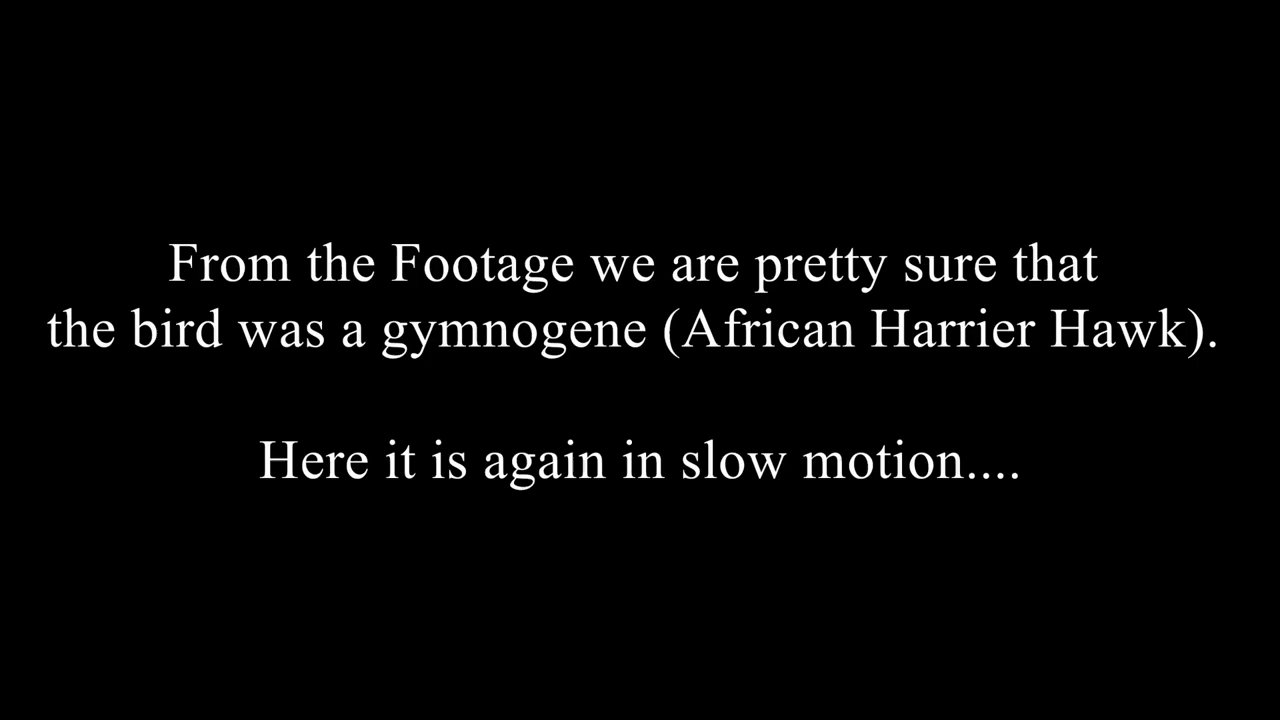 From the Footage we are pretty sure that
the bird was a gymnogene (African Harrier Hawk).
Here it is again in slow motion....